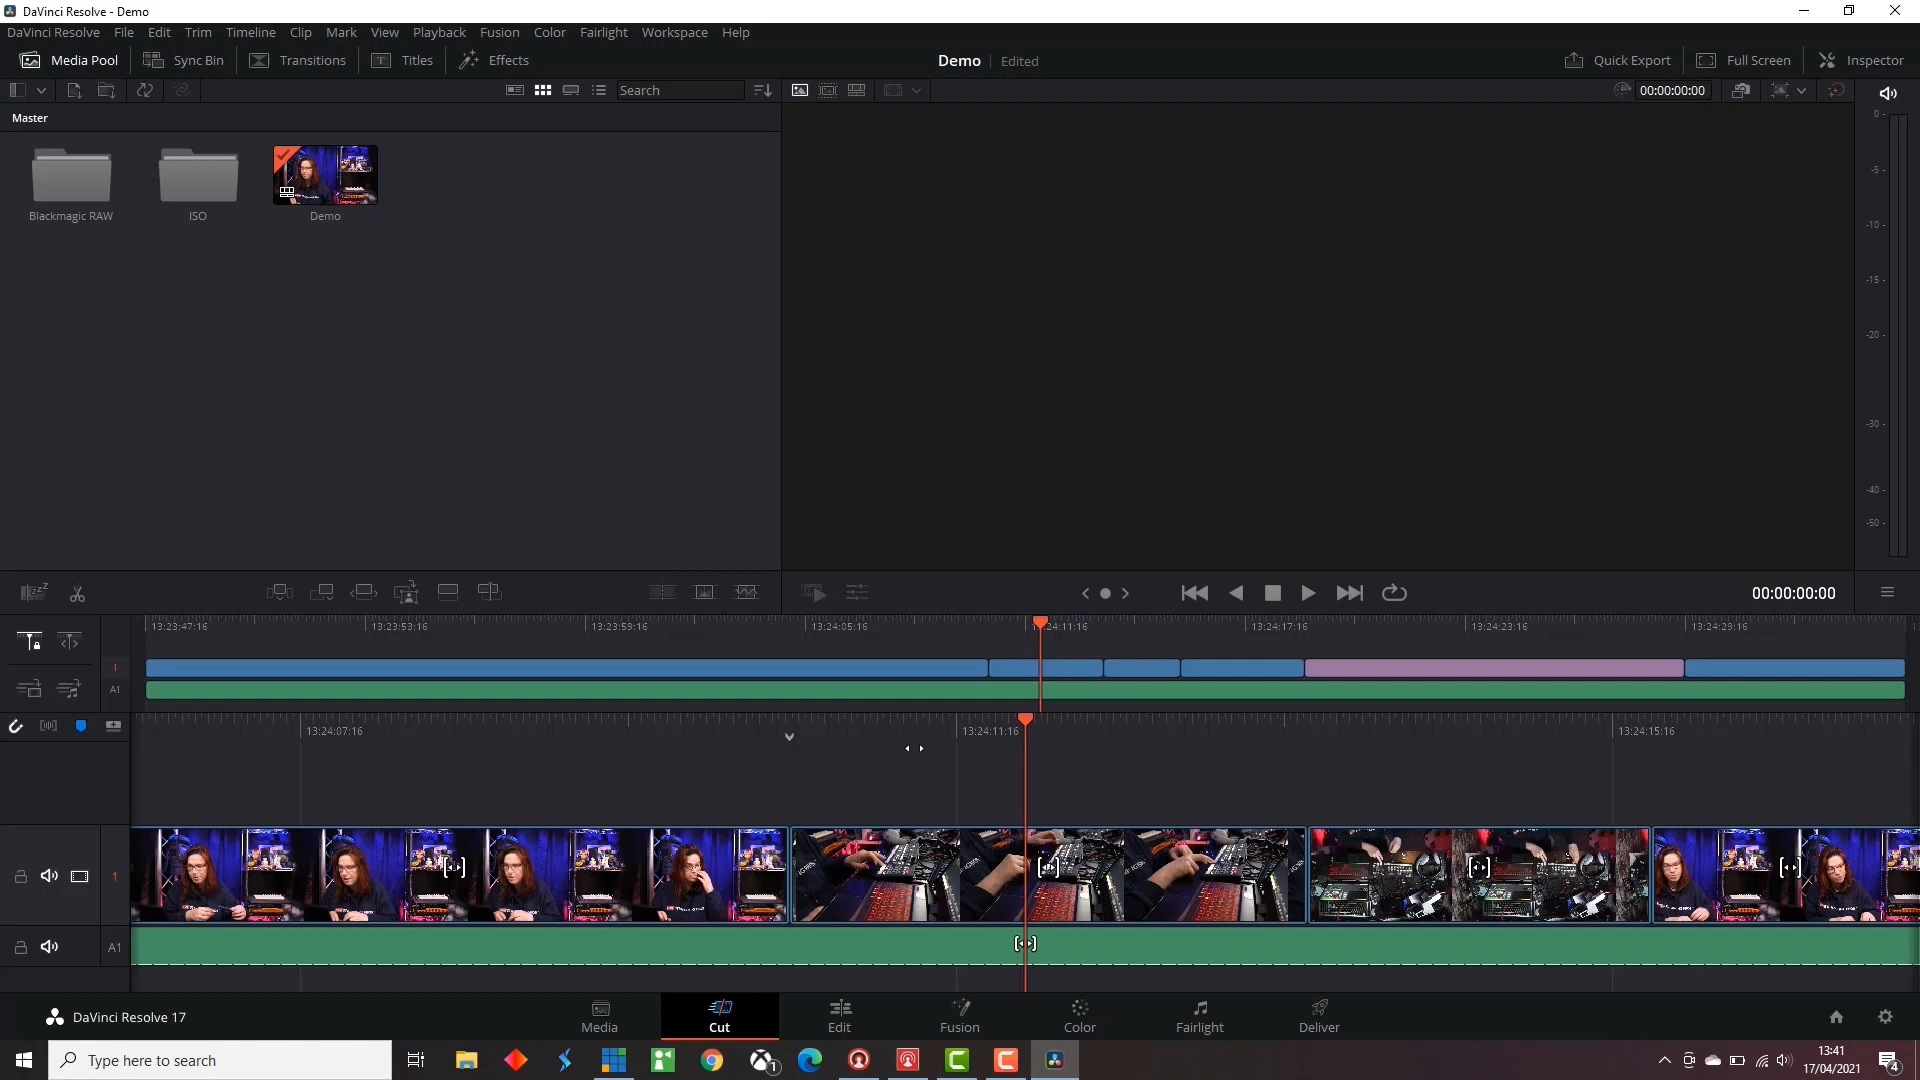 DaVinci Resolve - Demo
DaVinci Resolve File Edit Trim Timeline Clip Mark View Playback Fusion Color Fairlight Workspace Help
Media Pool Sync Bin Transitions Titles Effects Demo Edited Quick Export Full Screen Inspector
Search 00:00:00:00
Master
Blackmagic RAW ISO Demo
0-
-5-
-10-
-15-
-20-
-30-
-40-
-50-
00:00:00:00
13:23:47:16 13:23:53:16 13:23:59:16 13:24:05:16 24:11:16 13:24:17:16 13:24:23:16 13:24:29:16
1
A1
13:24:07:16 13:24:11:16 13:24:15:16
1
A1
DaVinci Resolve 17 Media Cut Edit Fusion Color Fairlight Deliver
Type here to search 1 13:41
17/04/2021 4